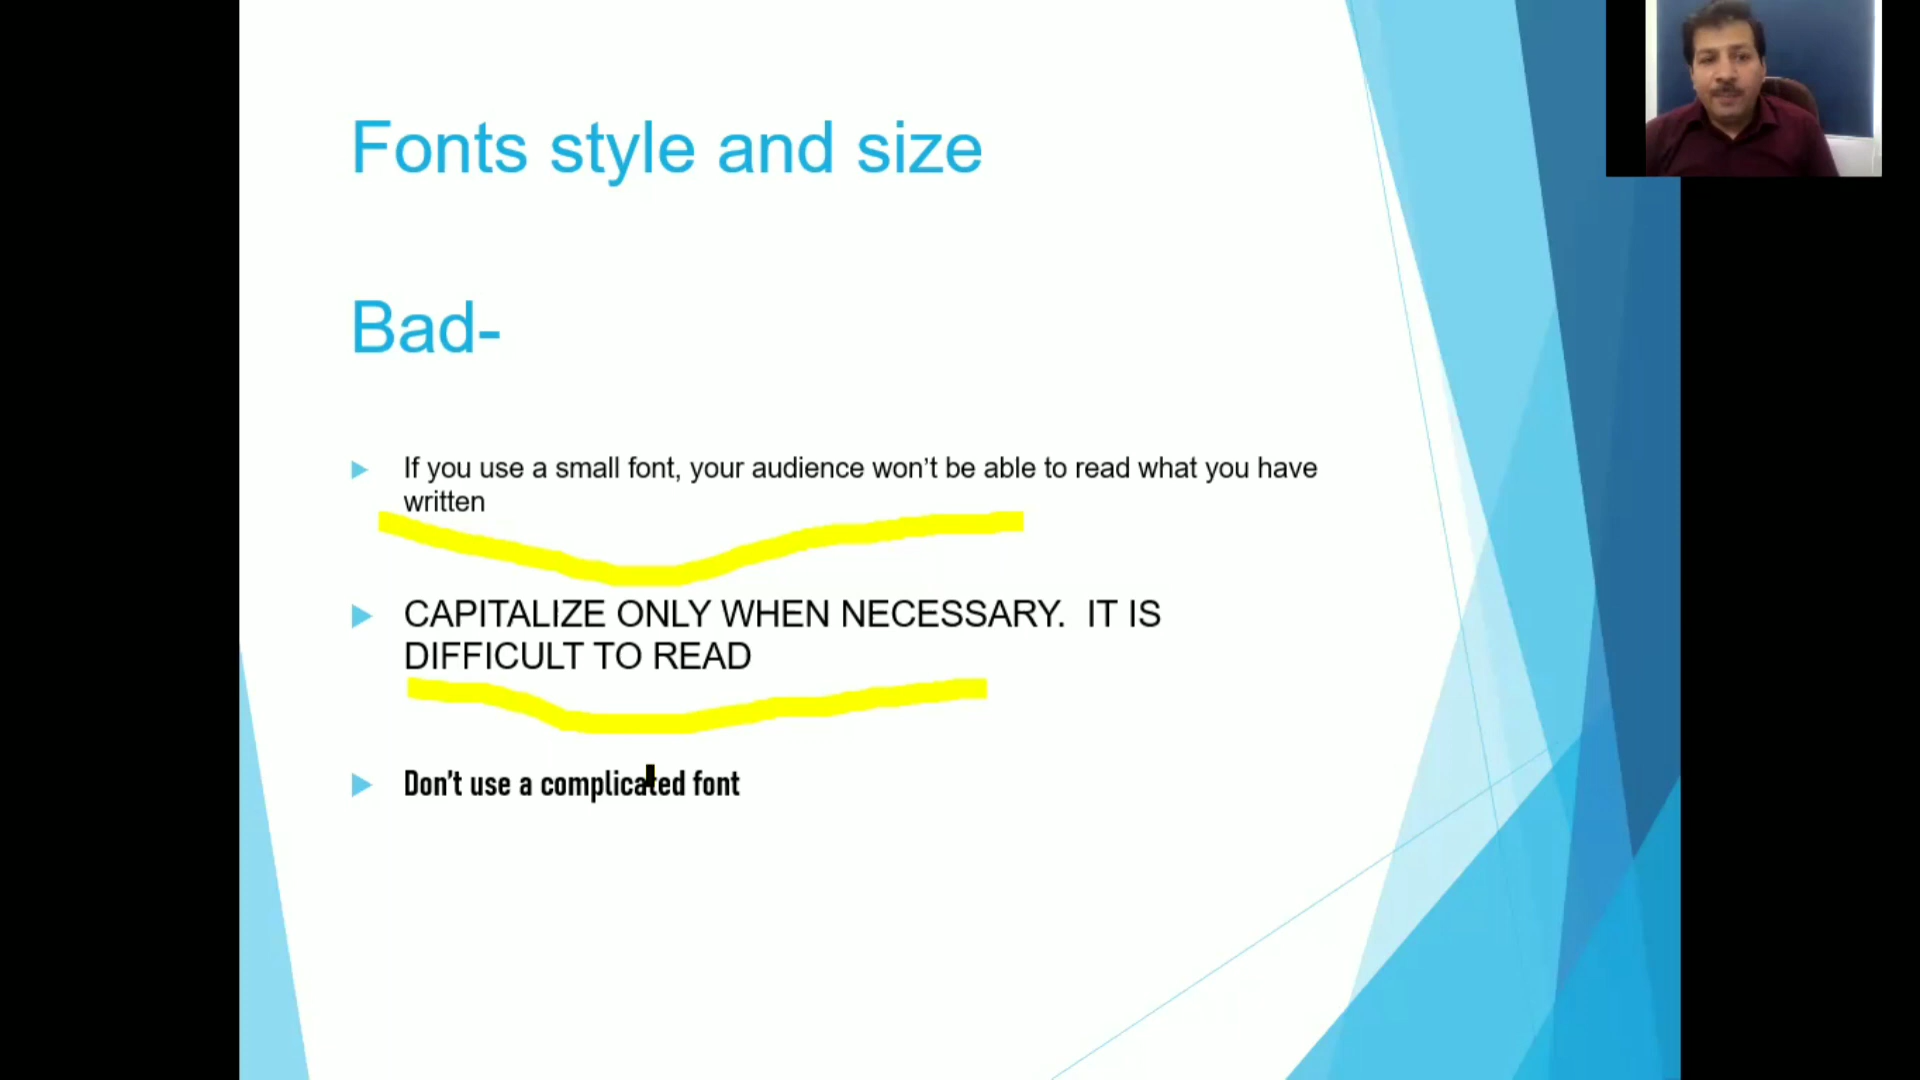 Fonts style and size
Bad-
If you use a small font, your audience won’t be able to read what you have
written
CAPITALIZE ONLY WHEN NECESSARY.  IT IS
DIFFICULT TO READ
Don’t use a complicated font